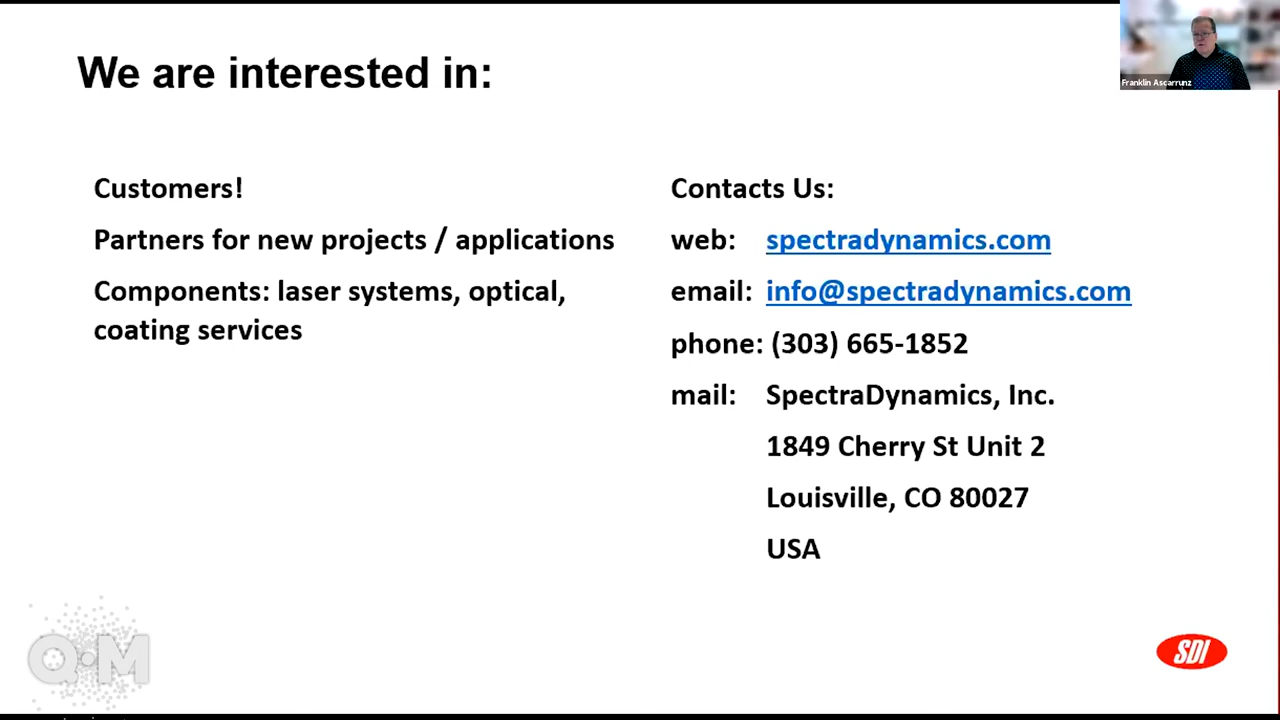 We are interested in:
Franklin Ascarrunz
Customers!
Partners for new projects / applications
Components: laser systems, optical,
coating services
Contacts Us:
web: spectradynamics.com
email: info@spectradynamics.com
phone: (303) 665-1852
mail: SpectraDynamics, Inc.
1849 Cherry St Unit 2
Louisville, CO 80027
USA
Q M
SDI